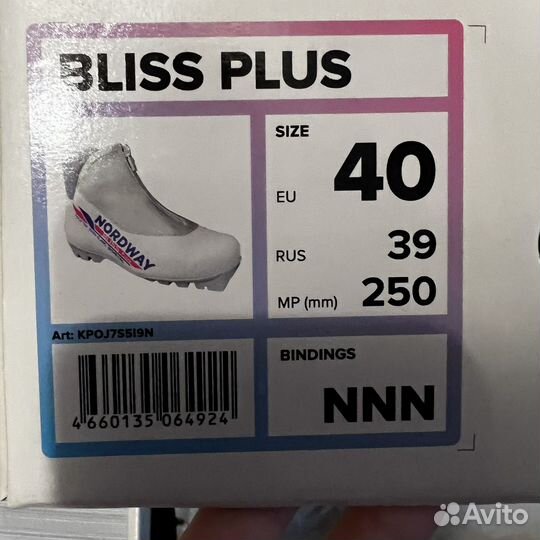 BLISS PLUS
NORDWAY
Art: KPOJ7S5I9N
4 660135 064924
SIZE
EU 40
RUS 39
MP (mm) 250
BINDINGS
NNN
Avito